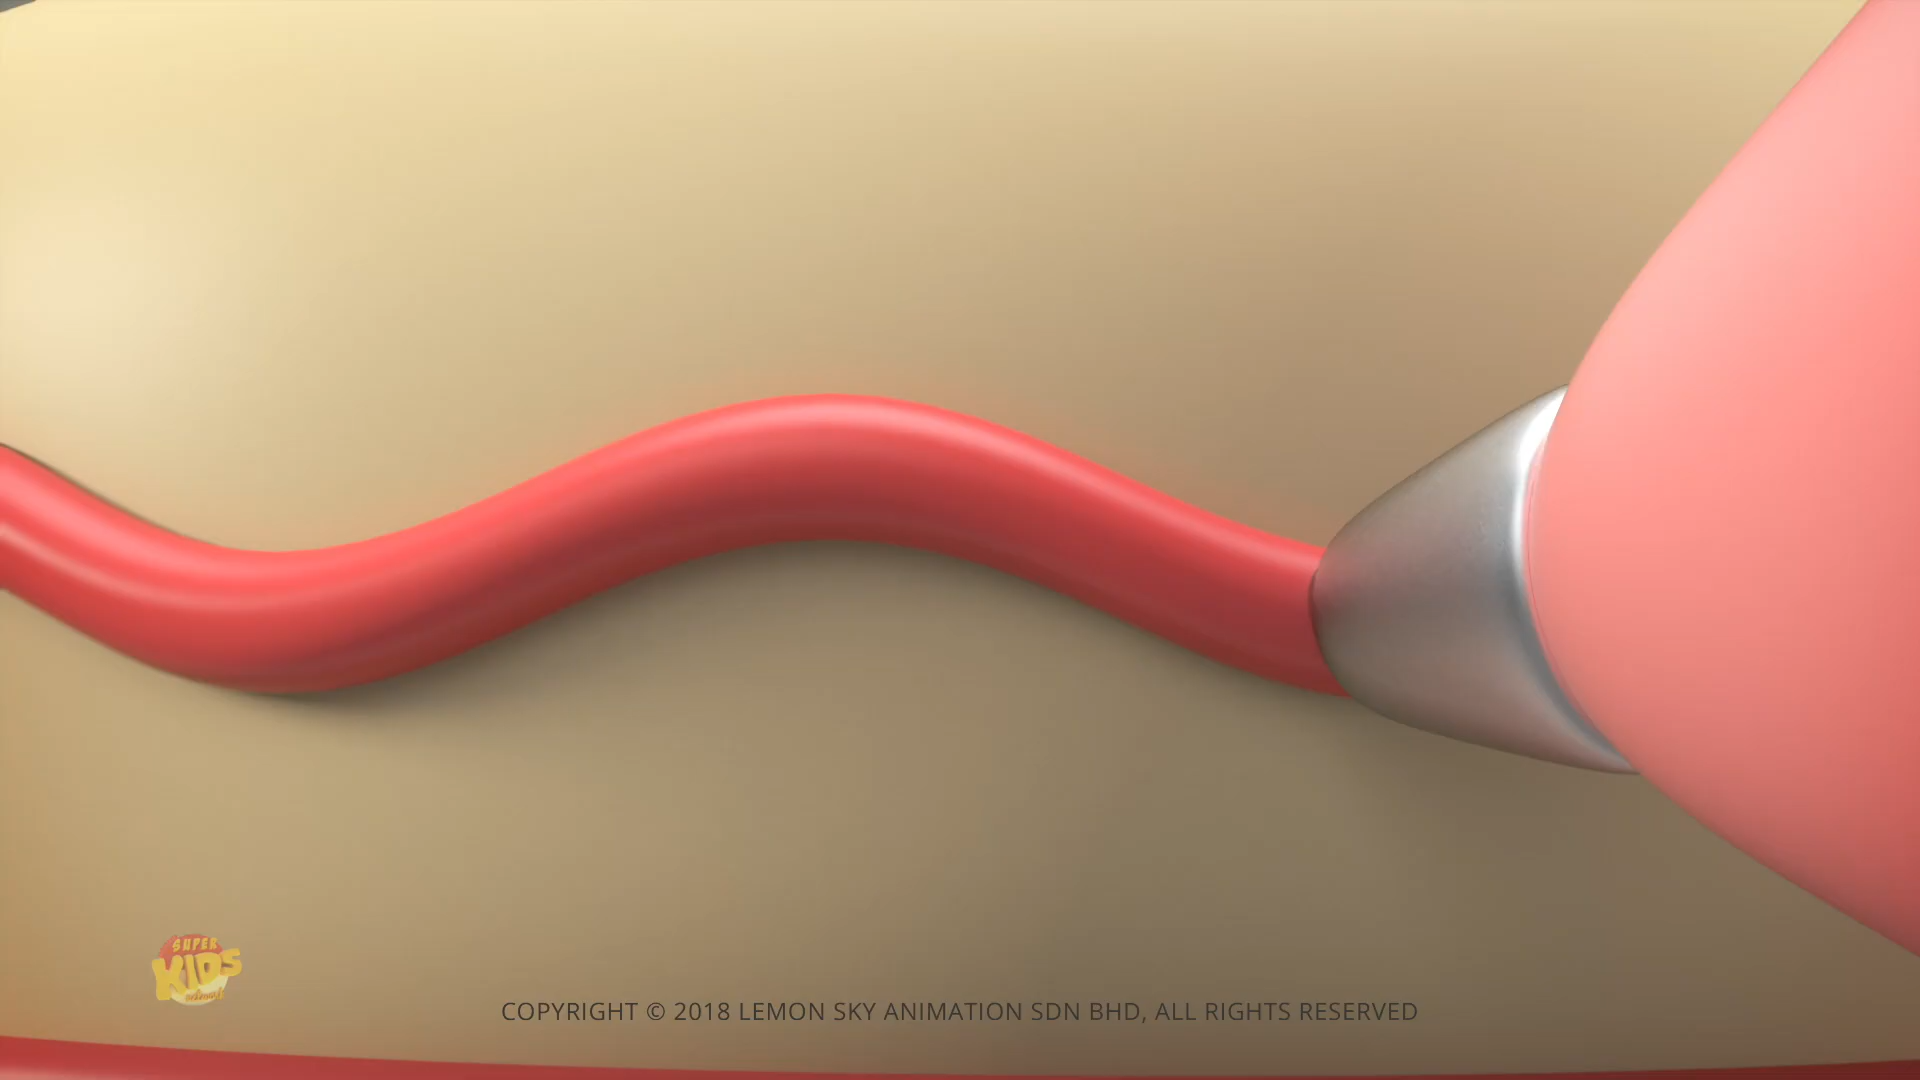 SUPER
KIDS
COPYRIGHT © 2018 LEMON SKY ANIMATION SDN BHD, ALL RIGHTS RESERVED